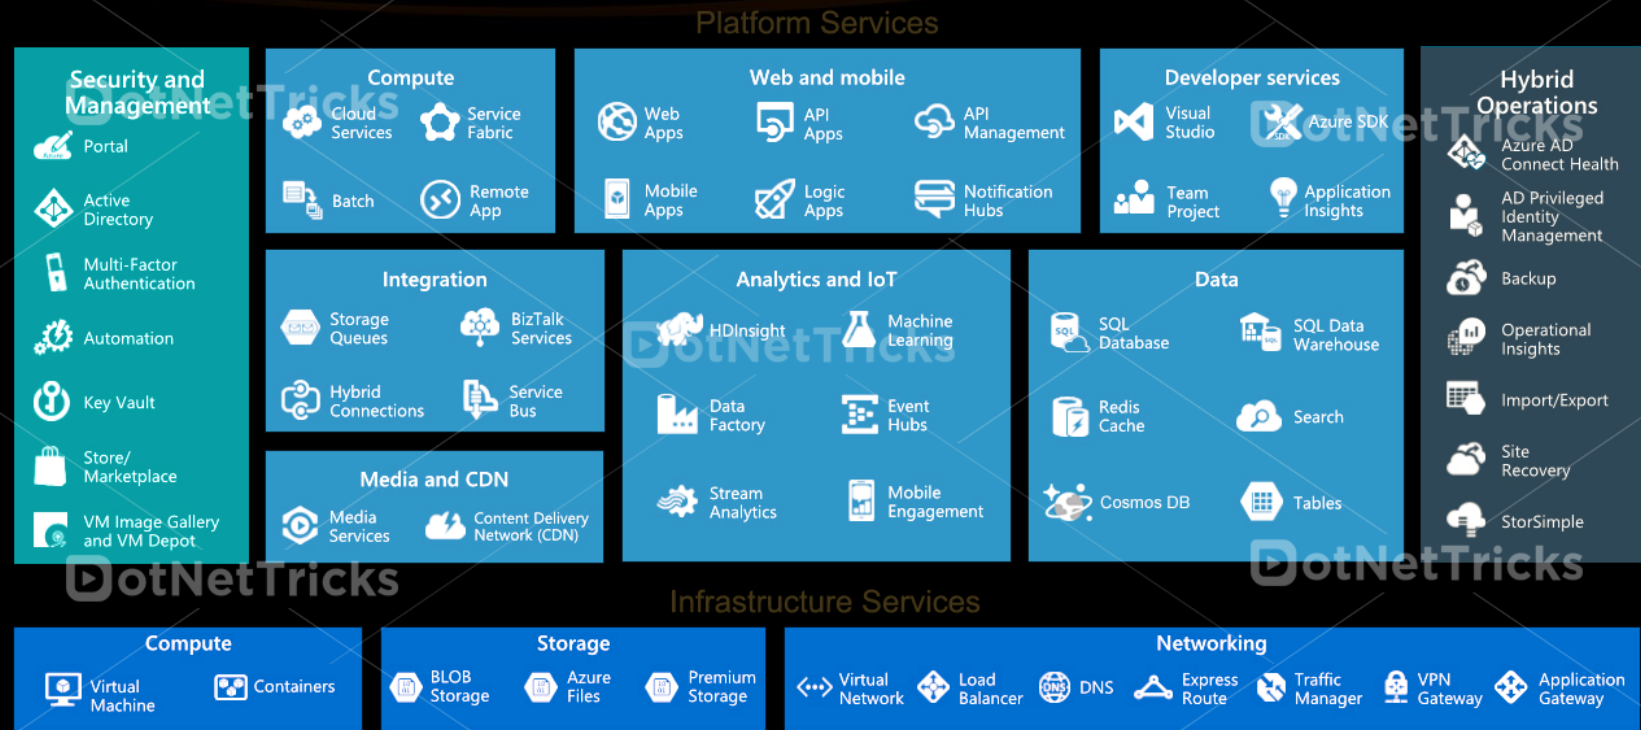 Platform Services
Security and
Management
Portal
Active
Directory
Multi-Factor
Authentication
Automation
Key Vault
Store/
Marketplace
VM Image Gallery
and VM Depot
Compute
Cloud
Services
Service
Fabric
Batch
Remote
App
Web and mobile
Web
Apps
API
Apps
API
Management
Mobile
Apps
Logic
Apps
Notification
Hubs
Developer services
Visual
Studio
SDK
Azure SDK
Team
Project
Application
Insights
Hybrid
Operations
Azure AD
Connect Health
AD Privileged
Identity
Management
Backup
Operational
Insights
Import/Export
Site
Recovery
StorSimple
Integration
Storage
Queues
BizTalk
Services
Hybrid
Connections
Service
Bus
Analytics and IoT
HDInsight
Machine
Learning
Data
Factory
Event
Hubs
Stream
Analytics
Mobile
Engagement
Data
SQL
SQL
Database
SQL
SQL Data
Warehouse
Redis
Cache
Search
Cosmos DB
Tables
Media and CDN
Media
Services
Content Delivery
Network (CDN)
DotNetTricks
DotNetTricks
DotNetTricks
DotNetTricks
DotNetTricks
Infrastructure Services
Compute
Virtual
Machine
Containers
Storage
BLOB
Storage
Azure
Files
Premium
Storage
Networking
Virtual
Network
Load
Balancer
DNS
DNS
Express
Route
Traffic
Manager
VPN
Gateway
Application
Gateway